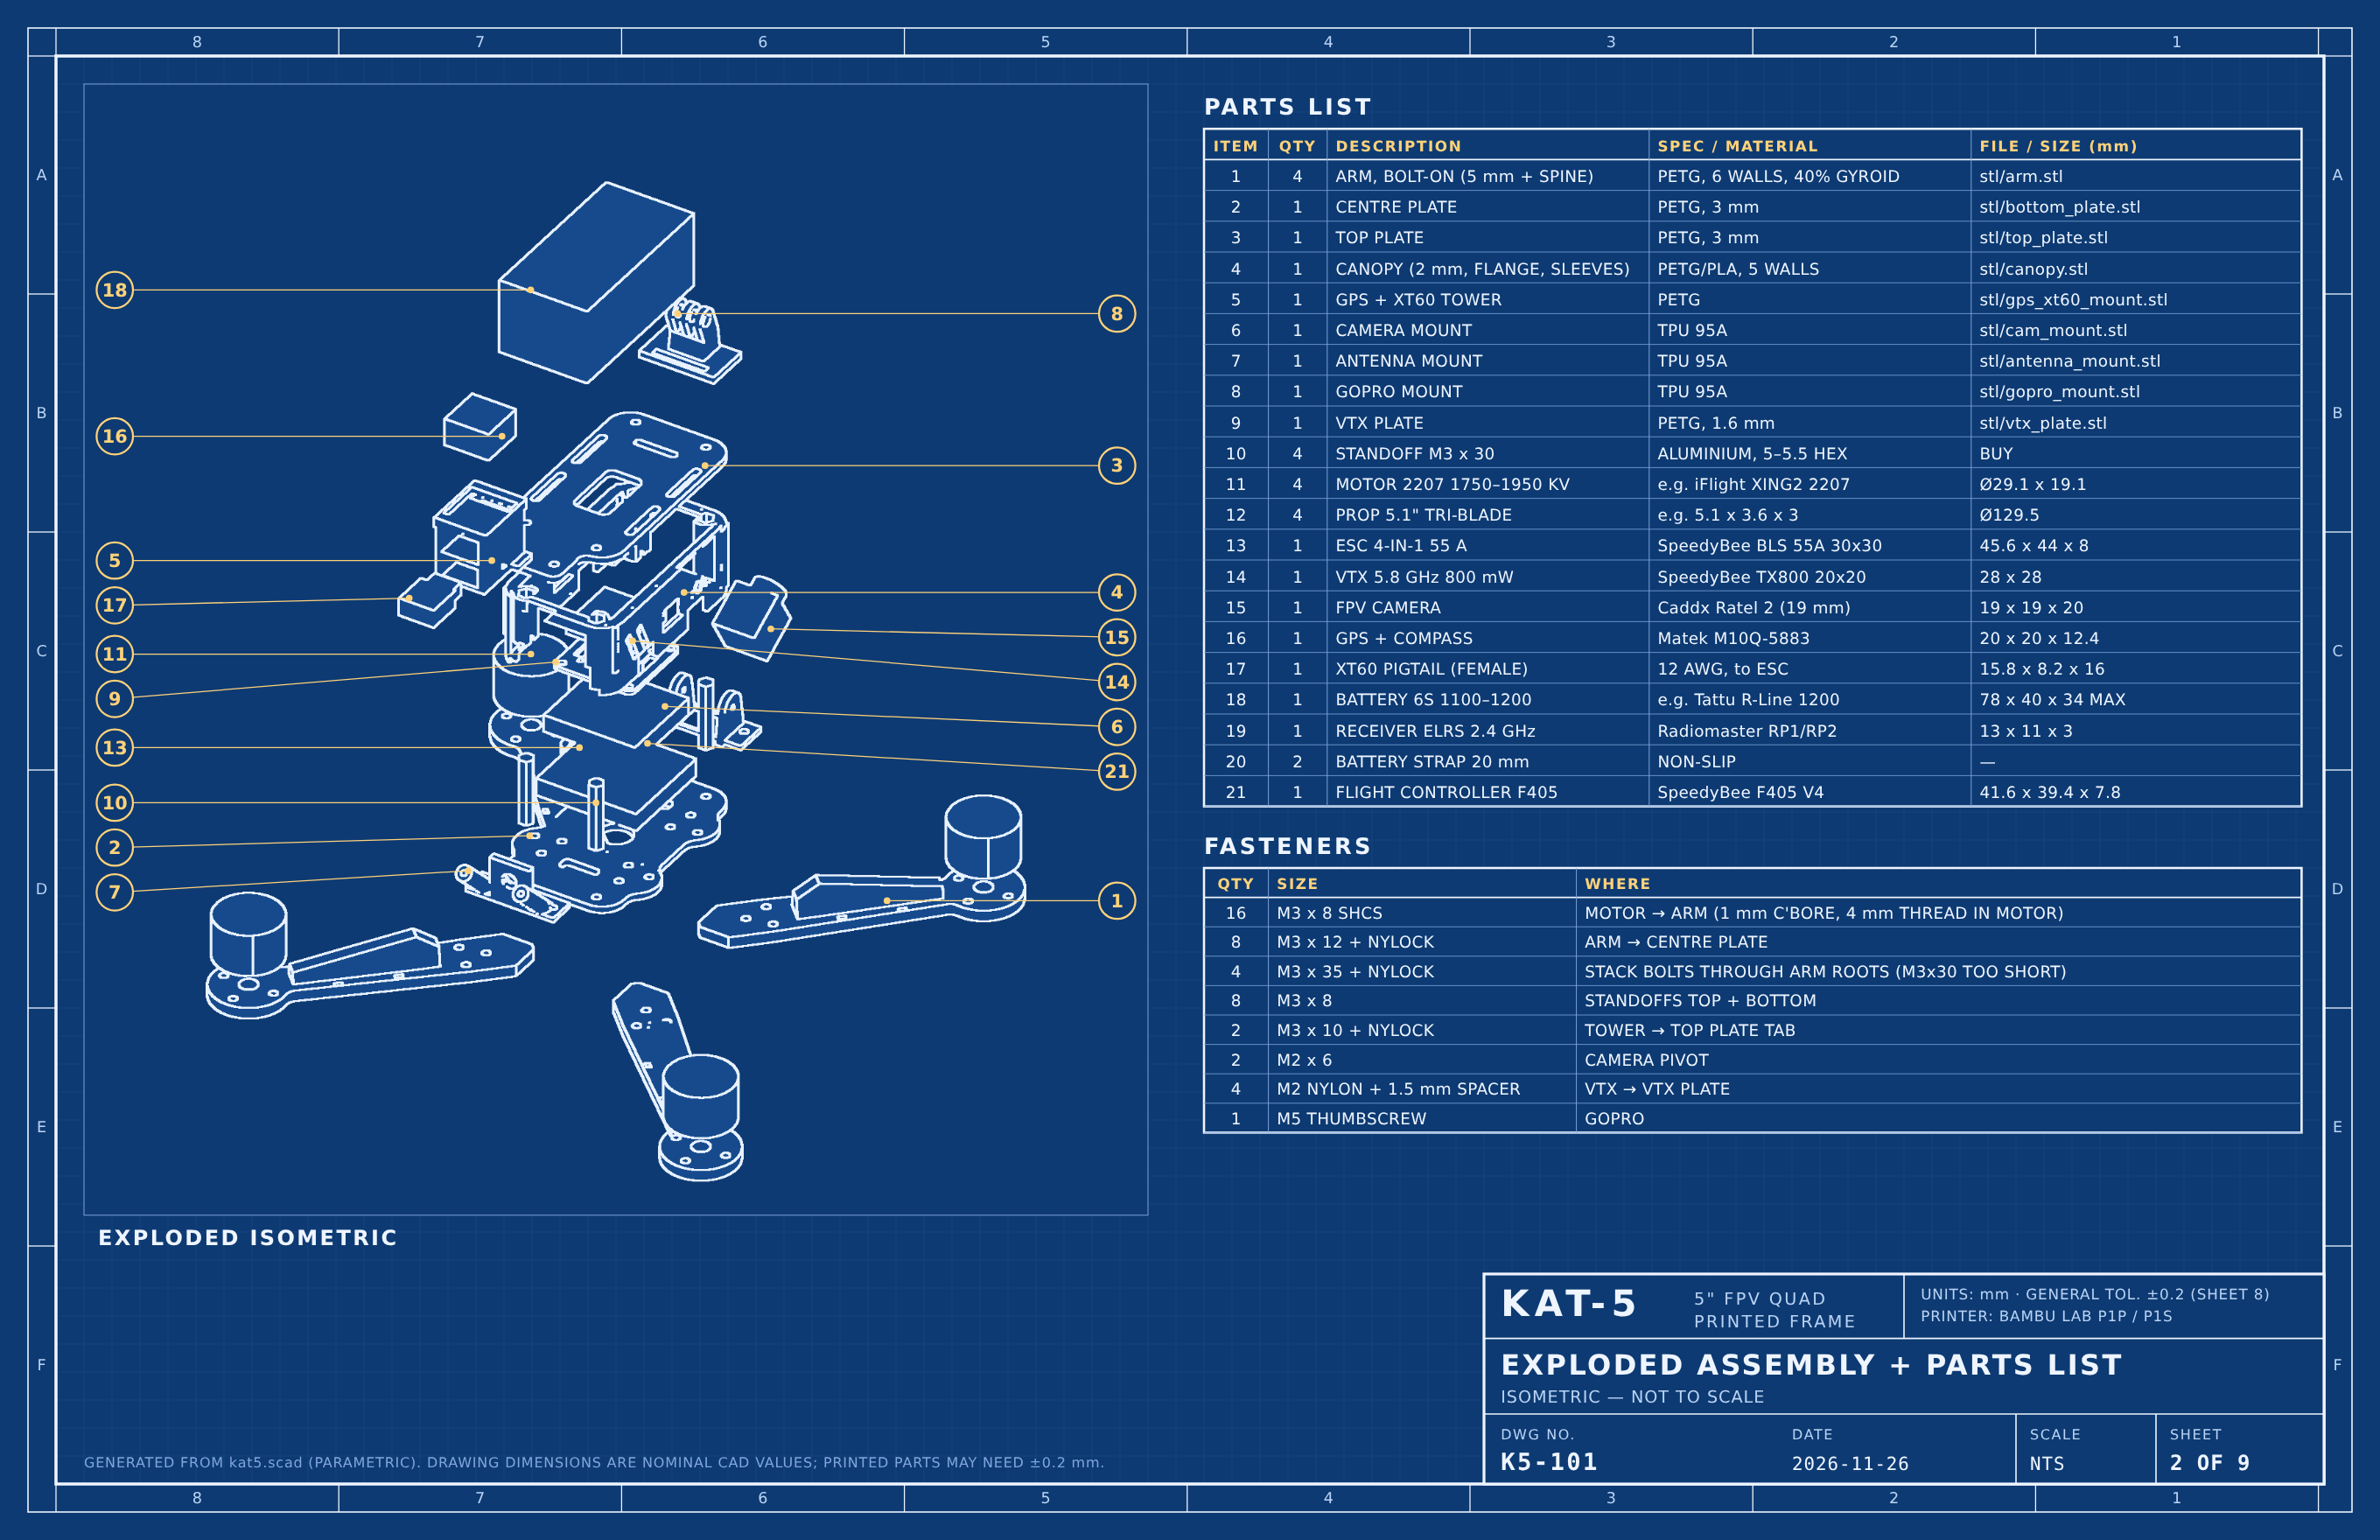 8 7 6 5 4 3 2 1
A A
B B
C C
D D
E E
F F
18
8
16
3
5
17
4
15
11
14
9
6
13
21
10
2
7
1
EXPLODED ISOMETRIC
PARTS LIST
ITEM QTY DESCRIPTION SPEC / MATERIAL FILE / SIZE (mm)
1 4 ARM, BOLT-ON (5 mm + SPINE) PETG, 6 WALLS, 40% GYROID stl/arm.stl
2 1 CENTRE PLATE PETG, 3 mm stl/bottom_plate.stl
3 1 TOP PLATE PETG, 3 mm stl/top_plate.stl
4 1 CANOPY (2 mm, FLANGE, SLEEVES) PETG/PLA, 5 WALLS stl/canopy.stl
5 1 GPS + XT60 TOWER PETG stl/gps_xt60_mount.stl
6 1 CAMERA MOUNT TPU 95A stl/cam_mount.stl
7 1 ANTENNA MOUNT TPU 95A stl/antenna_mount.stl
8 1 GOPRO MOUNT TPU 95A stl/gopro_mount.stl
9 1 VTX PLATE PETG, 1.6 mm stl/vtx_plate.stl
10 4 STANDOFF M3 x 30 ALUMINIUM, 5–5.5 HEX BUY
11 4 MOTOR 2207 1750–1950 KV e.g. iFlight XING2 2207 Ø29.1 x 19.1
12 4 PROP 5.1" TRI-BLADE e.g. 5.1 x 3.6 x 3 Ø129.5
13 1 ESC 4-IN-1 55 A SpeedyBee BLS 55A 30x30 45.6 x 44 x 8
14 1 VTX 5.8 GHz 800 mW SpeedyBee TX800 20x20 28 x 28
15 1 FPV CAMERA Caddx Ratel 2 (19 mm) 19 x 19 x 20
16 1 GPS + COMPASS Matek M10Q-5883 20 x 20 x 12.4
17 1 XT60 PIGTAIL (FEMALE) 12 AWG, to ESC 15.8 x 8.2 x 16
18 1 BATTERY 6S 1100–1200 e.g. Tattu R-Line 1200 78 x 40 x 34 MAX
19 1 RECEIVER ELRS 2.4 GHz Radiomaster RP1/RP2 13 x 11 x 3
20 2 BATTERY STRAP 20 mm NON-SLIP —
21 1 FLIGHT CONTROLLER F405 SpeedyBee F405 V4 41.6 x 39.4 x 7.8
FASTENERS
QTY SIZE WHERE
16 M3 x 8 SHCS MOTOR → ARM (1 mm C'BORE, 4 mm THREAD IN MOTOR)
8 M3 x 12 + NYLOCK ARM → CENTRE PLATE
4 M3 x 35 + NYLOCK STACK BOLTS THROUGH ARM ROOTS (M3x30 TOO SHORT)
8 M3 x 8 STANDOFFS TOP + BOTTOM
2 M3 x 10 + NYLOCK TOWER → TOP PLATE TAB
2 M2 x 6 CAMERA PIVOT
4 M2 NYLON + 1.5 mm SPACER VTX → VTX PLATE
1 M5 THUMBSCREW GOPRO
KAT-5
5" FPV QUAD
PRINTED FRAME
UNITS: mm · GENERAL TOL. ±0.2 (SHEET 8)
PRINTER: BAMBU LAB P1P / P1S
EXPLODED ASSEMBLY + PARTS LIST
ISOMETRIC — NOT TO SCALE
DWG NO. DATE SCALE SHEET
K5-101 2026-11-26 NTS 2 OF 9
GENERATED FROM kat5.scad (PARAMETRIC). DRAWING DIMENSIONS ARE NOMINAL CAD VALUES; PRINTED PARTS MAY NEED ±0.2 mm.
8 7 6 5 4 3 2 1